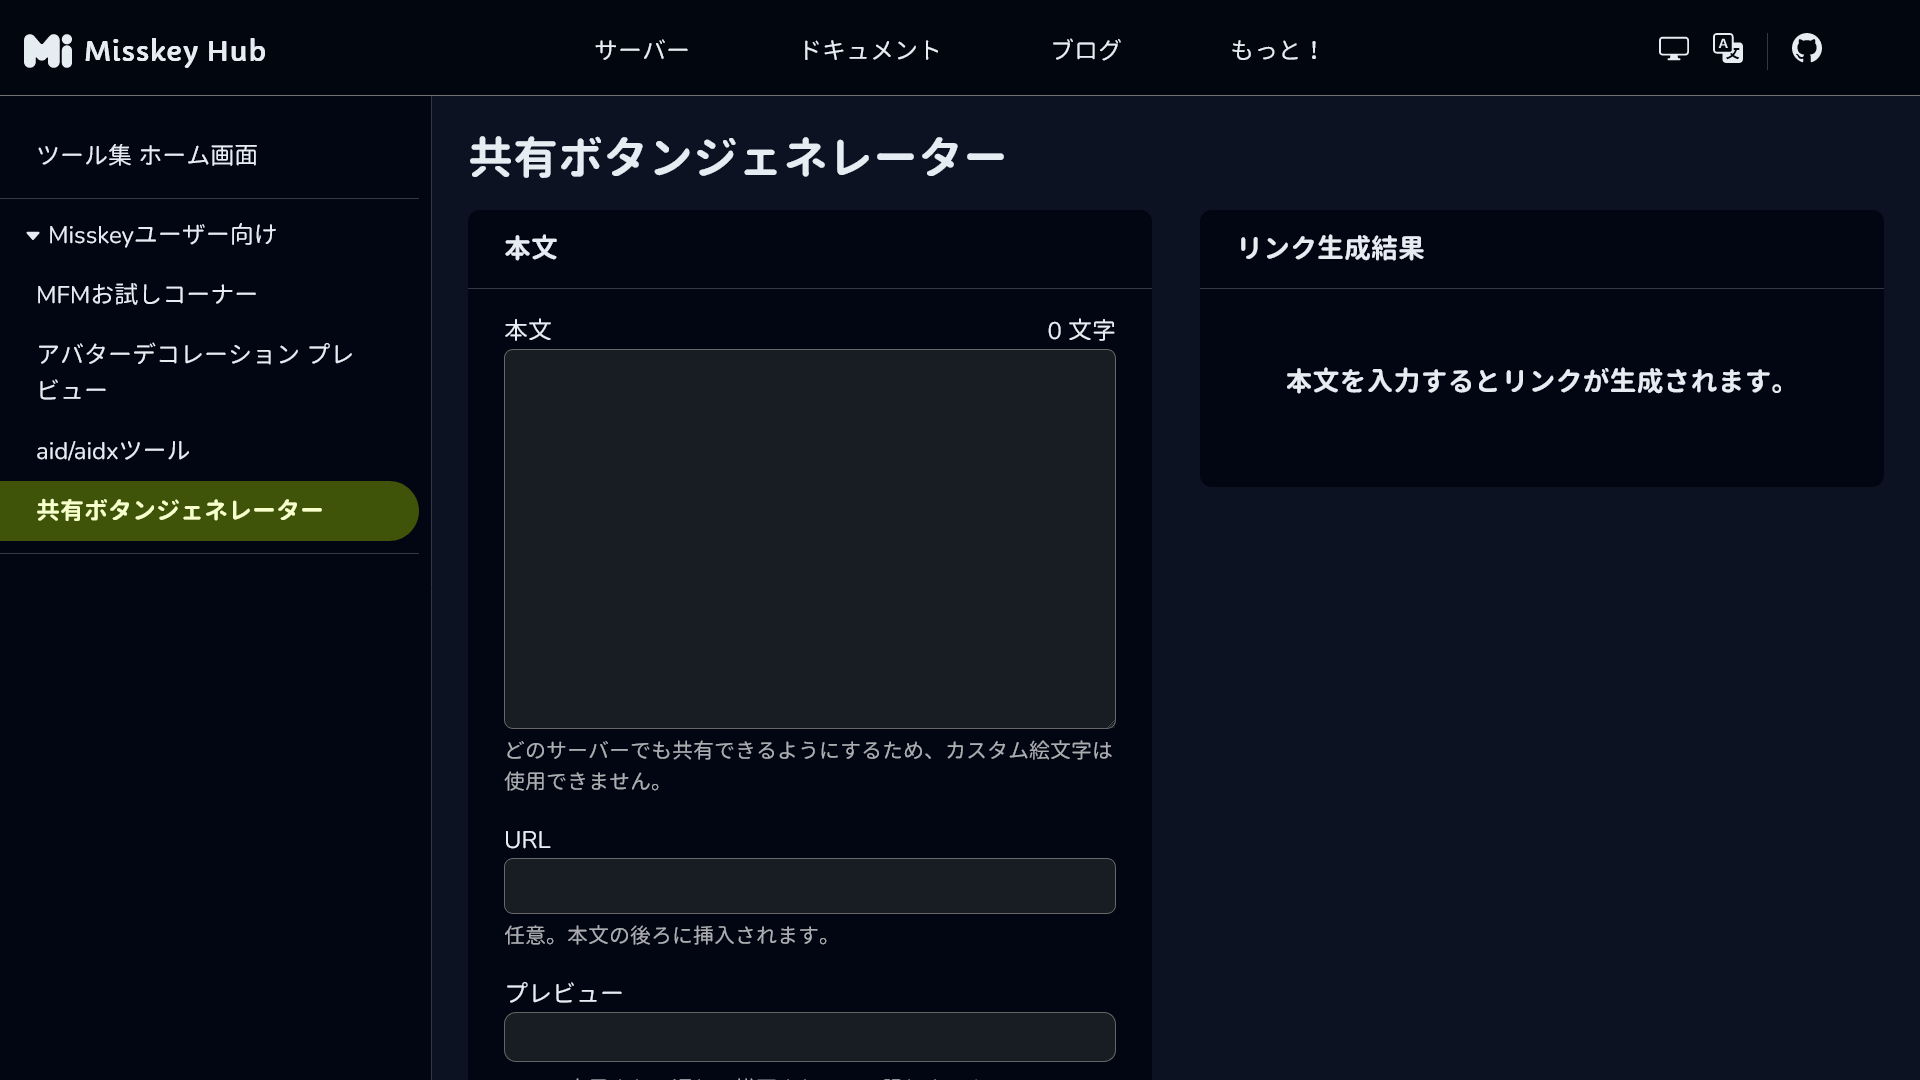 Misskey Hub
サーバー
ドキュメント
ブログ
もっと！
ツール集 ホーム画面
Misskeyユーザー向け
MFMお試しコーナー
アバターデコレーション プレ
ビュー
aid/aidxツール
共有ボタンジェネレーター
共有ボタンジェネレーター
本文
本文
0 文字
どのサーバーでも共有できるようにするため、カスタム絵文字は
使用できません。
URL
任意。本文の後ろに挿入されます。
プレビュー
リンク生成結果
本文を入力するとリンクが生成されます。